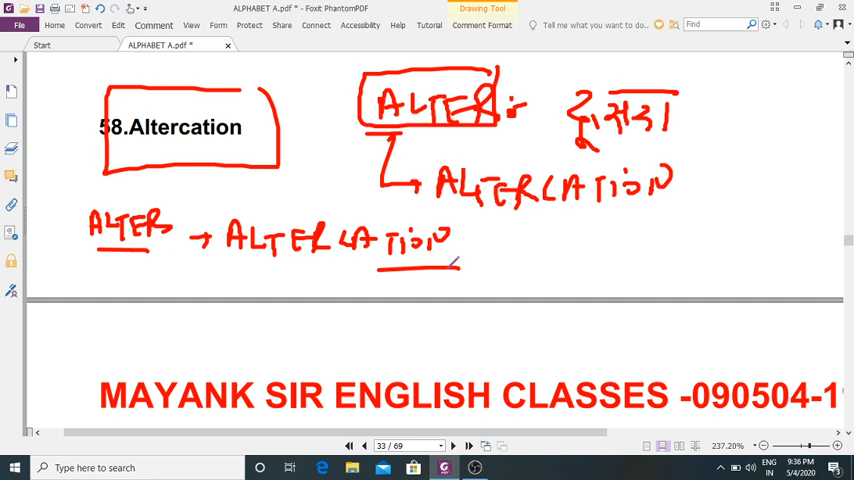 ALPHABET A.pdf * - Foxit PhantomPDF
Drawing Tool
File Home Convert Edit Comment Organize View Form Protect Share Connect Accessibility Help Tutorial Comment Format Tell me what you want to do... Find
Start ALPHABET A.pdf *
ALTER :-
58.Altercation
ALTERCATION
ALTER → ALTERCATION
MAYANK SIR ENGLISH CLASSES -090504-1
33 / 69 237.20%
Type here to search
ENG 9:36 PM
IN 5/4/2020